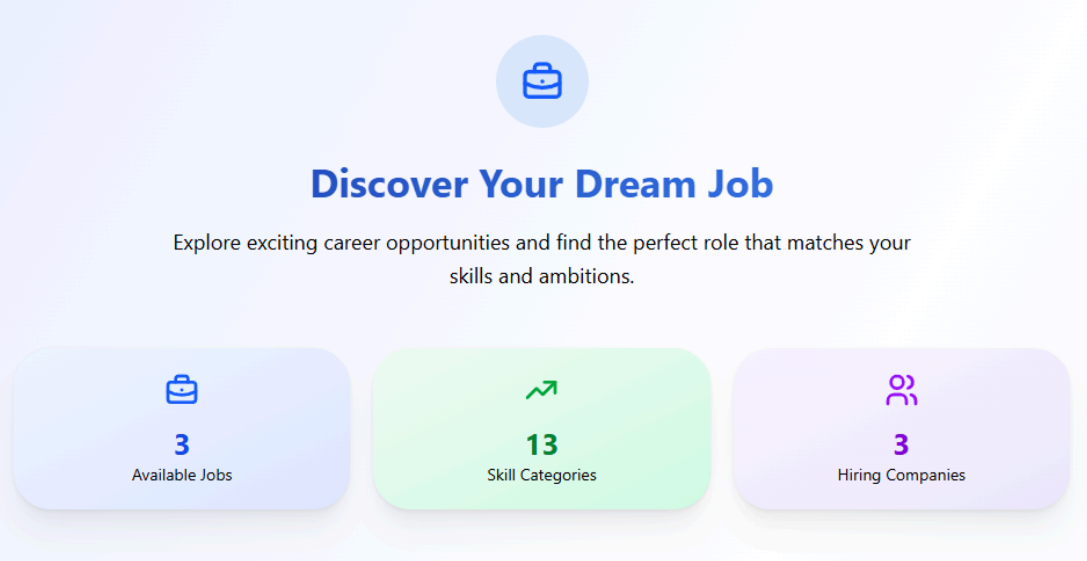 Discover Your Dream Job
Explore exciting career opportunities and find the perfect role that matches your
skills and ambitions.
3
Available Jobs
13
Skill Categories
3
Hiring Companies